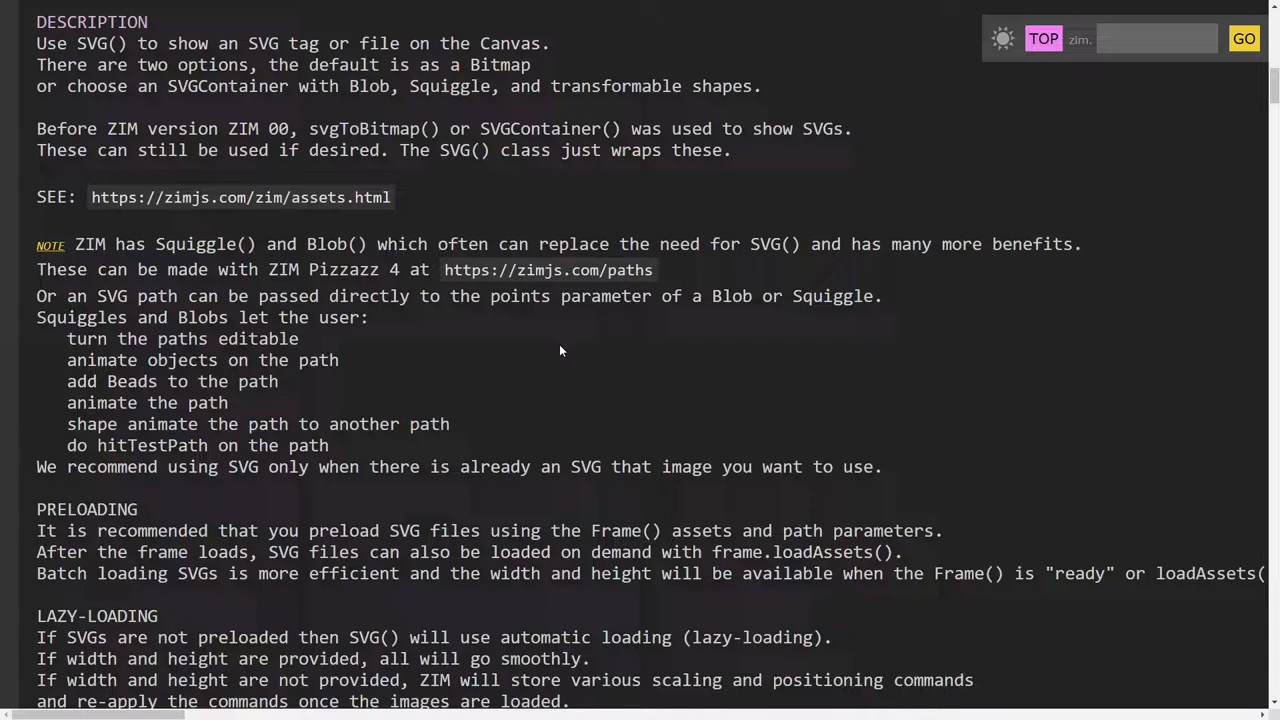 DESCRIPTION
Use SVG() to show an SVG tag or file on the Canvas.
There are two options, the default is as a Bitmap
or choose an SVGContainer with Blob, Squiggle, and transformable shapes.
TOP zim. GO
Before ZIM version ZIM 00, svgToBitmap() or SVGContainer() was used to show SVGs.
These can still be used if desired. The SVG() class just wraps these.
SEE: https://zimjs.com/zim/assets.html
NOTE ZIM has Squiggle() and Blob() which often can replace the need for SVG() and has many more benefits.
These can be made with ZIM Pizzazz 4 at https://zimjs.com/paths
Or an SVG path can be passed directly to the points parameter of a Blob or Squiggle.
Squiggles and Blobs let the user:
turn the paths editable
animate objects on the path
add Beads to the path
animate the path
shape animate the path to another path
do hitTestPath on the path
We recommend using SVG only when there is already an SVG that image you want to use.
PRELOADING
It is recommended that you preload SVG files using the Frame() assets and path parameters.
After the frame loads, SVG files can also be loaded on demand with frame.loadAssets().
Batch loading SVGs is more efficient and the width and height will be available when the Frame() is "ready" or loadAssets(
LAZY-LOADING
If SVGs are not preloaded then SVG() will use automatic loading (lazy-loading).
If width and height are provided, all will go smoothly.
If width and height are not provided, ZIM will store various scaling and positioning commands
and re-apply the commands once the images are loaded.